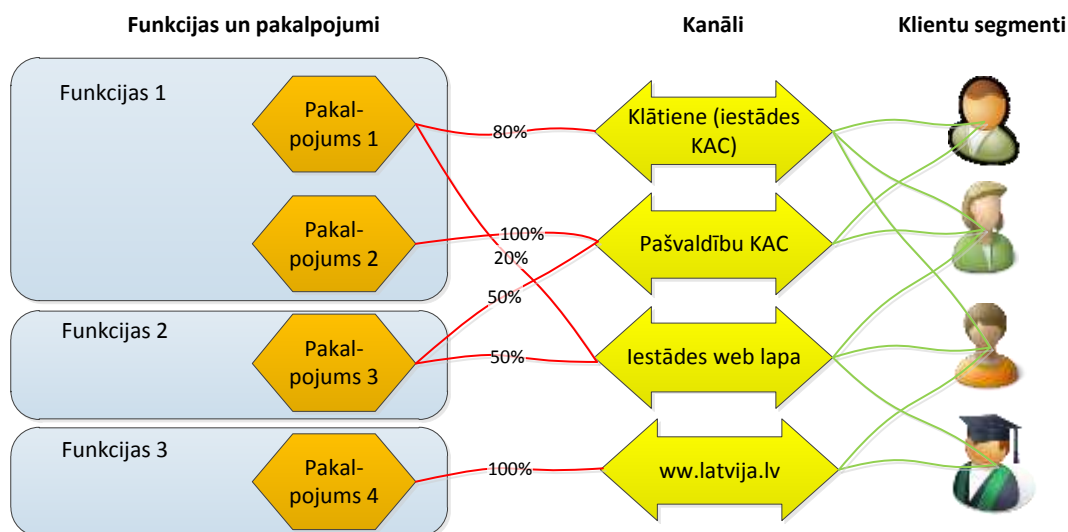 Funkcijas un pakalpojumi
Kanāli
Klientu segmenti
Funkcijas 1
Pakal-
pojums 1
80%
Klātiene (iestādes
KAC)
Pakal-
pojums 2
100%
20%
Pašvaldību KAC
50%
Funkcijas 2
Pakal-
pojums 3
50%
Iestādes web lapa
Funkcijas 3
Pakal-
pojums 4
100%
ww.latvija.lv